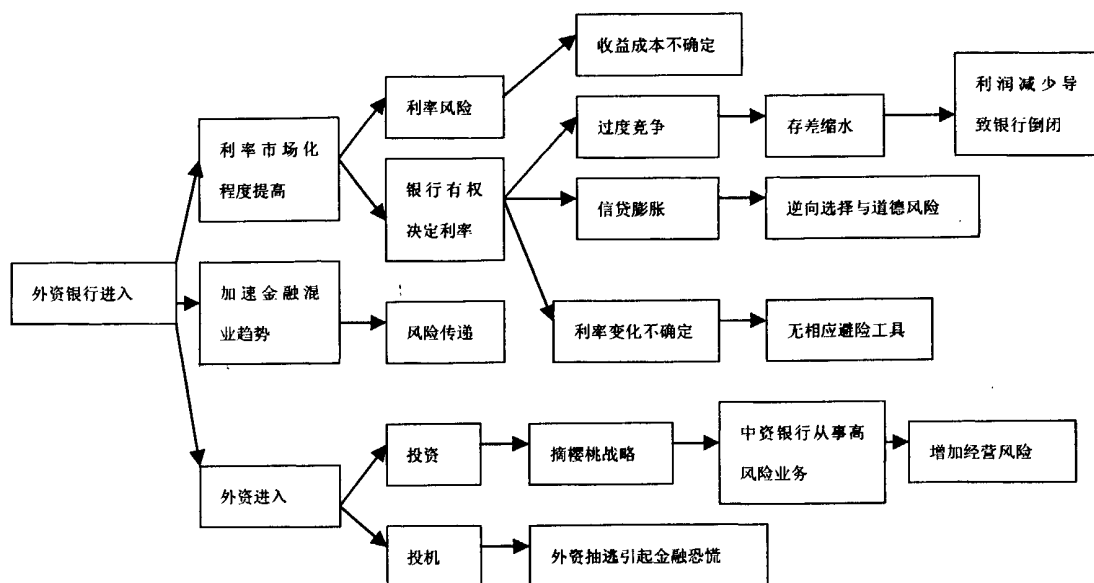 收益成本不确定
利润减少导
致银行倒闭
利率风险
过度竞争
存差缩水
利率市场化
程度提高
银行有权
决定利率
信贷膨胀
逆向选择与道德风险
外资银行进入
加速金融混
业趋势
风险传递
利率变化不确定
无相应避险工具
投资
摘樱桃战略
中资银行从事高
风险业务
增加经营风险
外资进入
投机
外资抽逃引起金融恐慌